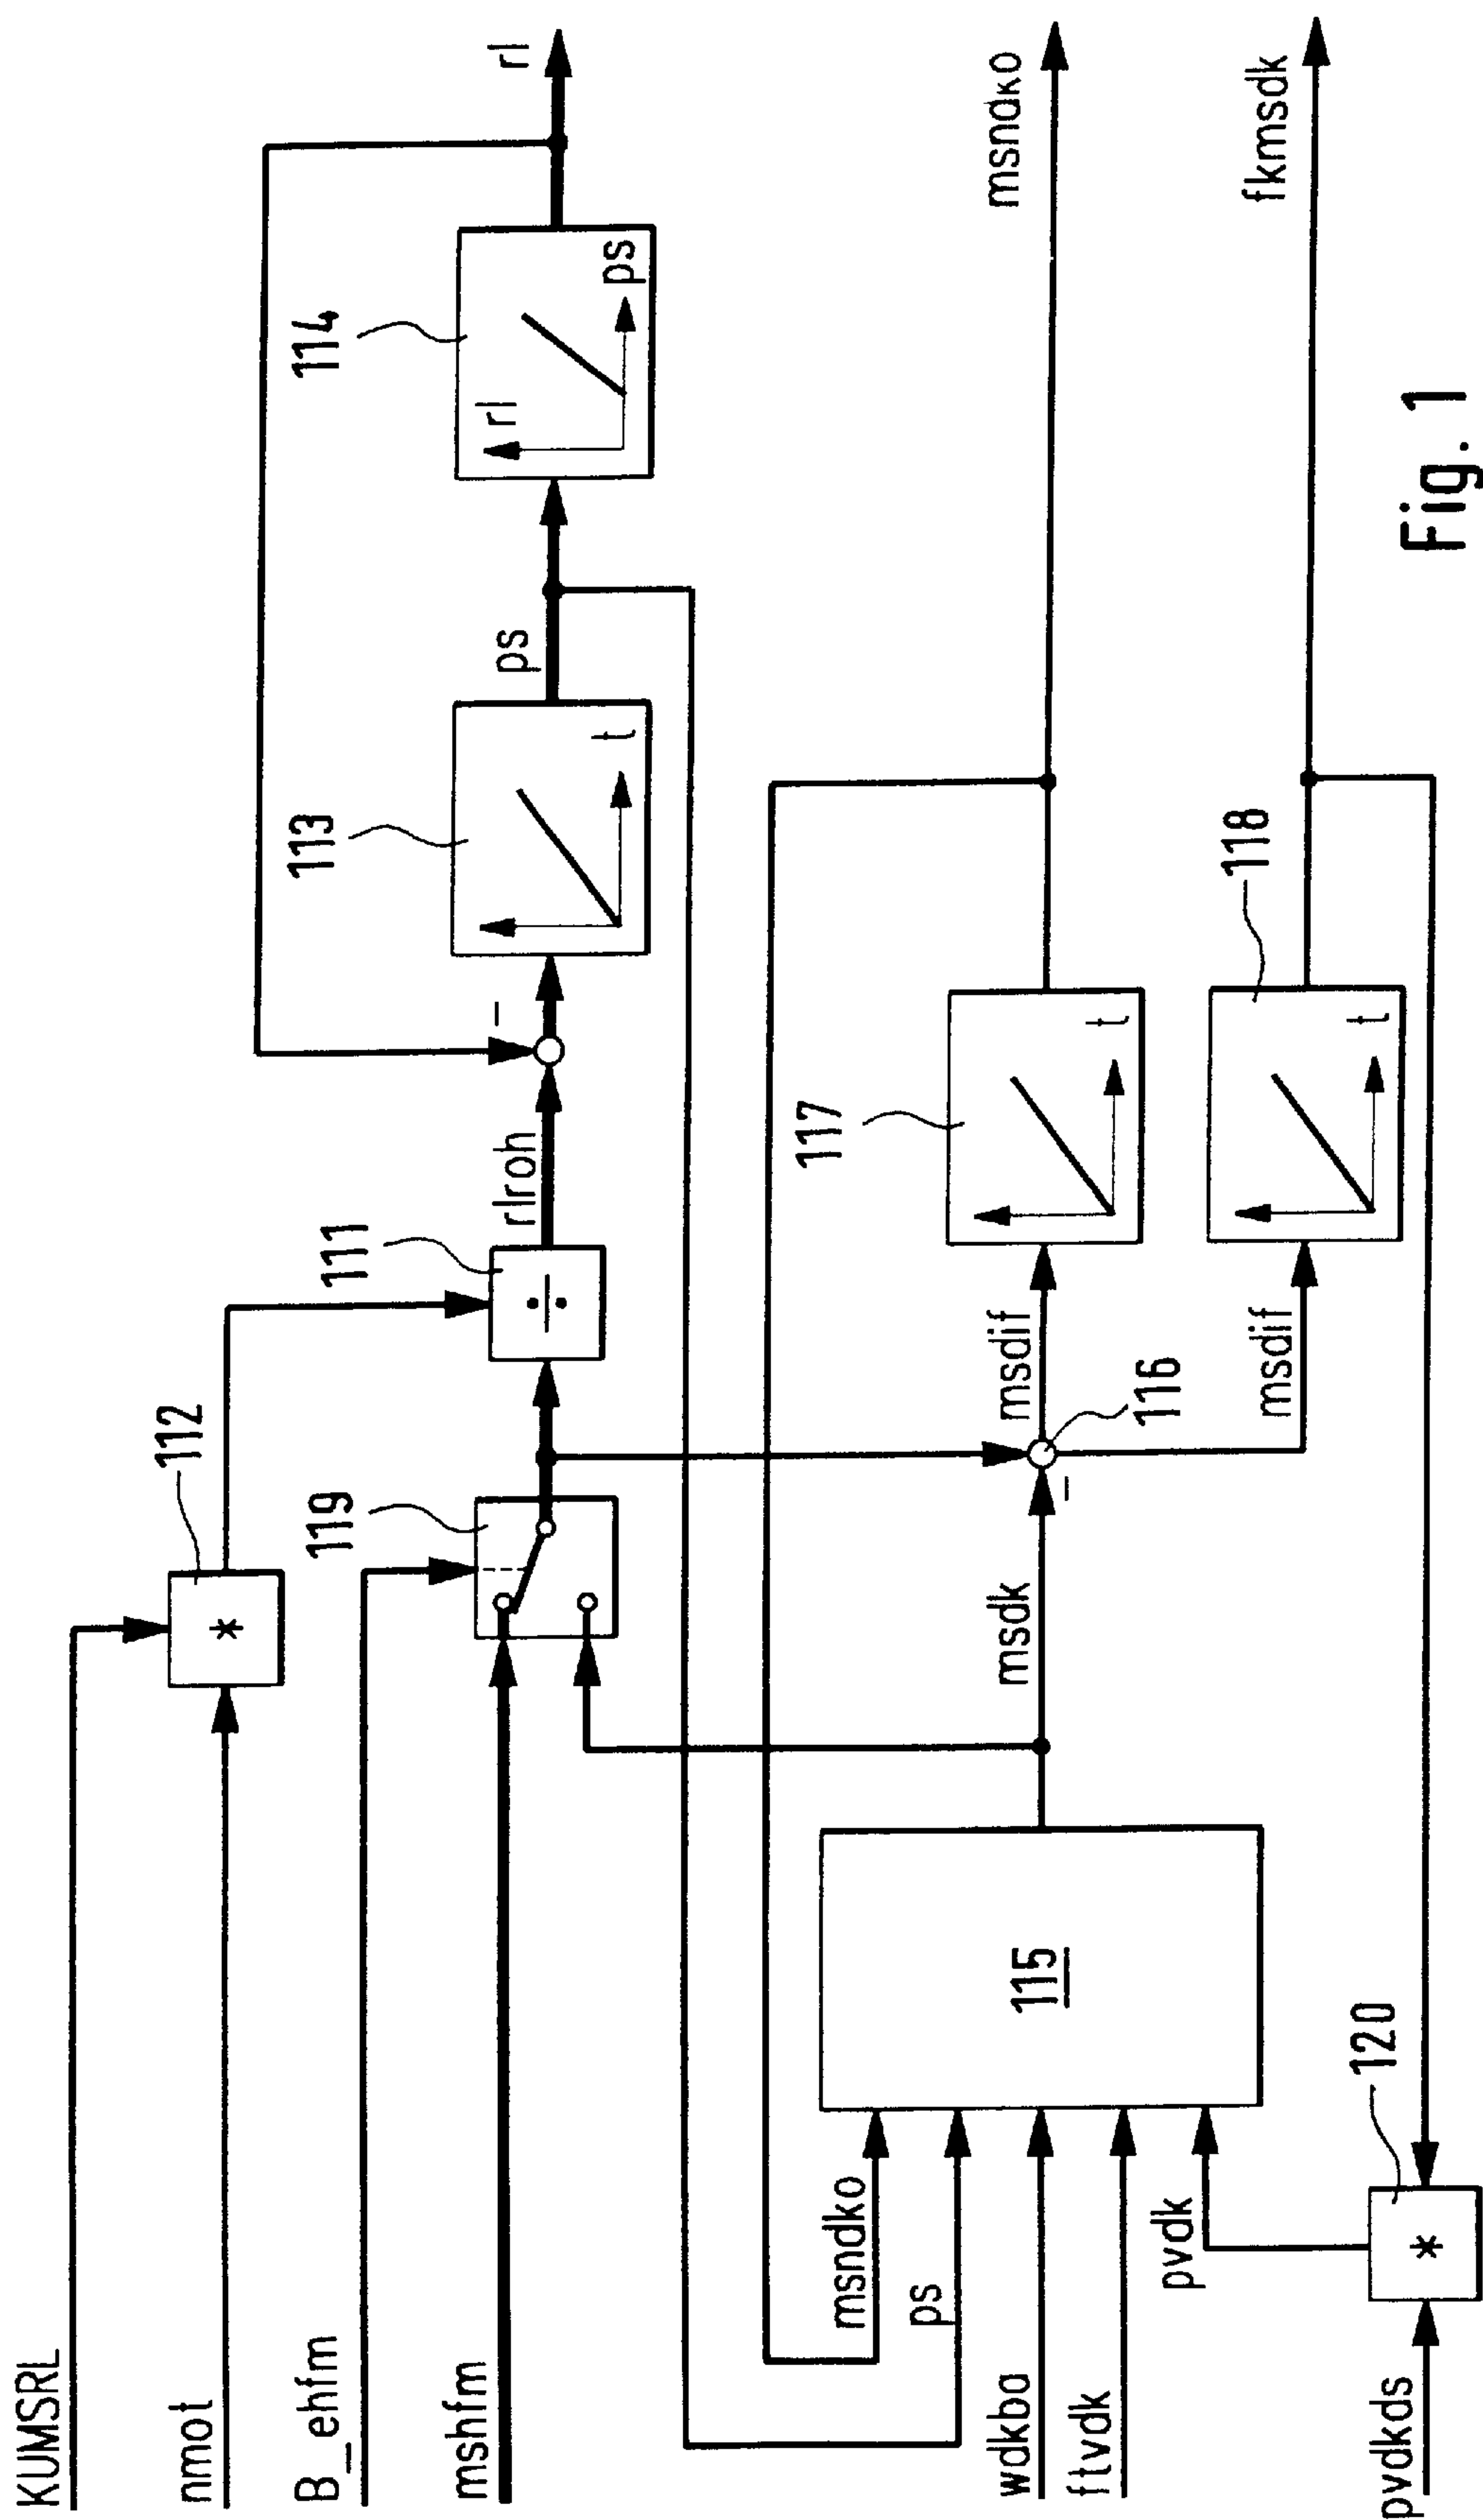 KUMSRL
nmot
B_ehfm
mshfm
112
*
119
111
÷
rlroh
–
113
t
ps
114
rl
ps
rl
msndko
ps
wdkba
ftvdk
pvdk
pvdkds
115
120
*
msdk
–
116
msdif
msdif
117
t
118
t
msndko
fkmsdk
Fig. 1